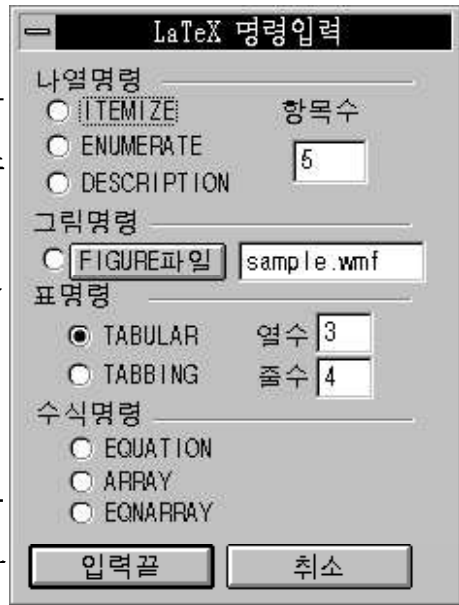 LaTeX 명령입력
나열명령
ITEMIZE 항목수
ENUMERATE 5
DESCRIPTION
그림명령
FIGURE파일 sample.wmf
표명령
TABULAR 열수 3
TABBING 줄수 4
수식명령
EQUATION
ARRAY
EQNARRAY
입력끝 취소